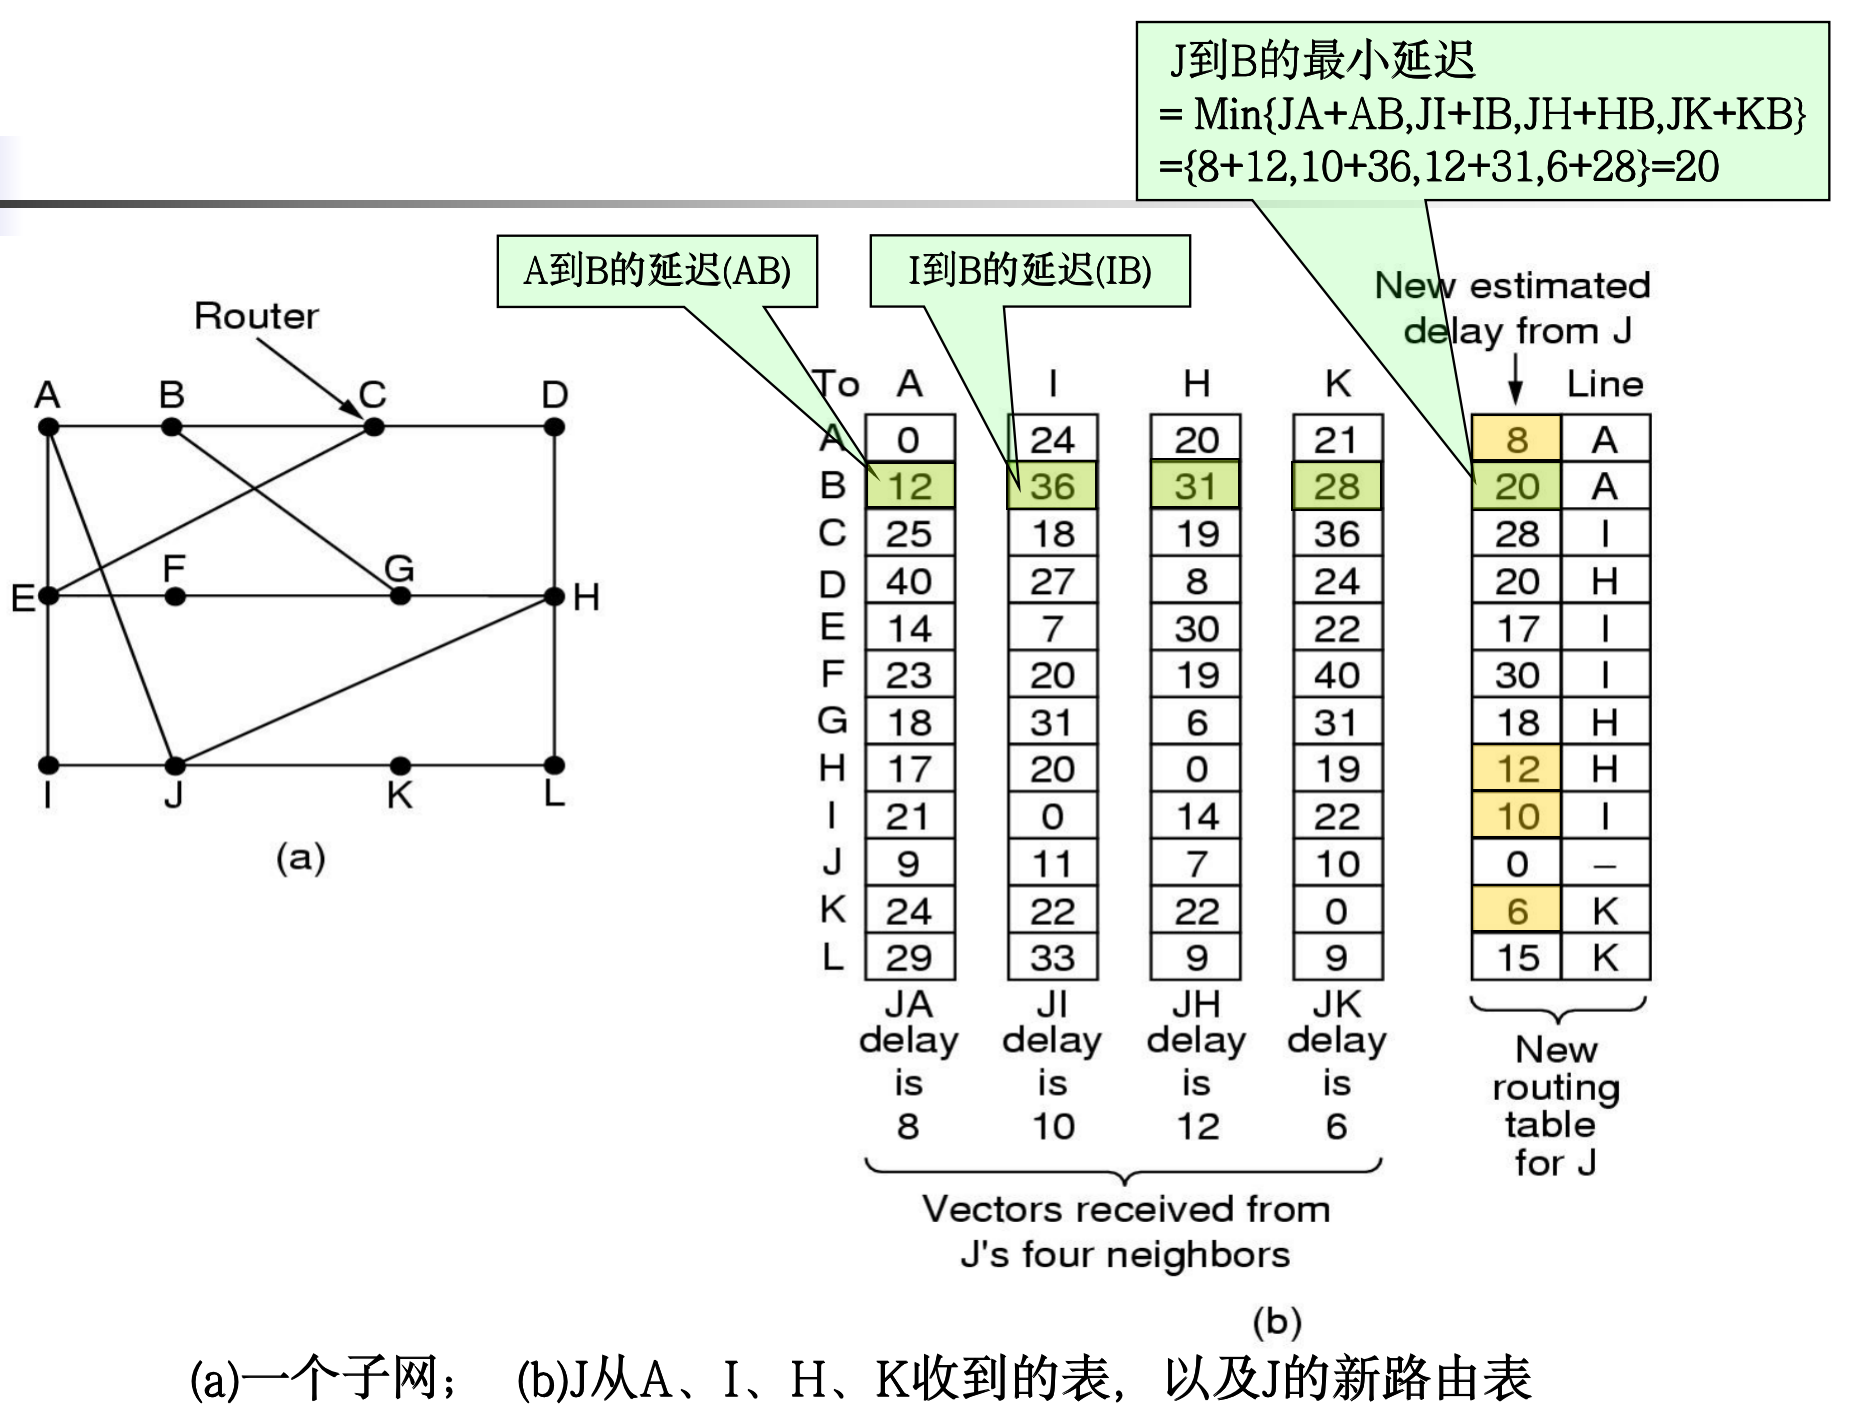 J到B的最小延迟
= Min{JA+AB,JI+IB,JH+HB,JK+KB}
={8+12,10+36,12+31,6+28}=20
A到B的延迟(AB)
I到B的延迟(IB)
New estimated
delay from J
Router
A B C D
E F G H
I J K L
(a)
To A I H K Line
A 0 24 20 21 8 A
B 12 36 31 28 20 A
C 25 18 19 36 28 I
D 40 27 8 24 20 H
E 14 7 30 22 17 I
F 23 20 19 40 30 I
G 18 31 6 31 18 H
H 17 20 0 19 12 H
I 21 0 14 22 10 I
J 9 11 7 10 0 –
K 24 22 22 0 6 K
L 29 33 9 9 15 K
JA JI JH JK
delay delay delay delay
is is is is
8 10 12 6
New
routing
table
for J
Vectors received from
J's four neighbors
(b)
(a)一个子网； (b)J从A、I、H、K收到的表，以及J的新路由表